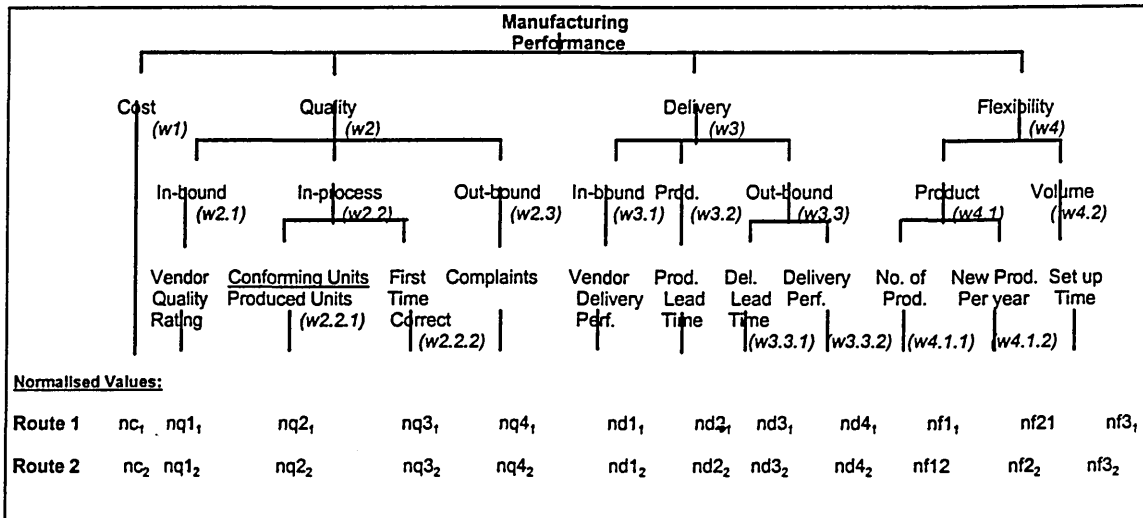 Manufacturing
Performance
Cost Quality Delivery Flexibility
(w1) (w2) (w3) (w4)
In-bound In-process Out-bound In-bound Prod. Out-bound Product Volume
(w2.1) (w2.2) (w2.3) (w3.1) (w3.2) (w3.3) (w4.1) (w4.2)
Vendor Conforming Units First Complaints Vendor Prod. Del. Delivery No. of New Prod. Set up
Quality Produced Units Time Delivery Lead Lead Perf. Prod. Per year Time
Rating (w2.2.1) Correct Perf. Time Time
(w2.2.2) (w3.3.1) (w3.3.2) (w4.1.1) (w4.1.2)
Normalised Values:
Route 1 nc₁ nq1₁ nq2₁ nq3₁ nq4₁ nd1₁ nd2₁ nd3₁ nd4₁ nf1₁ nf21 nf3₁
Route 2 nc₂ nq1₂ nq2₂ nq3₂ nq4₂ nd1₂ nd2₂ nd3₂ nd4₂ nf12 nf2₂ nf3₂